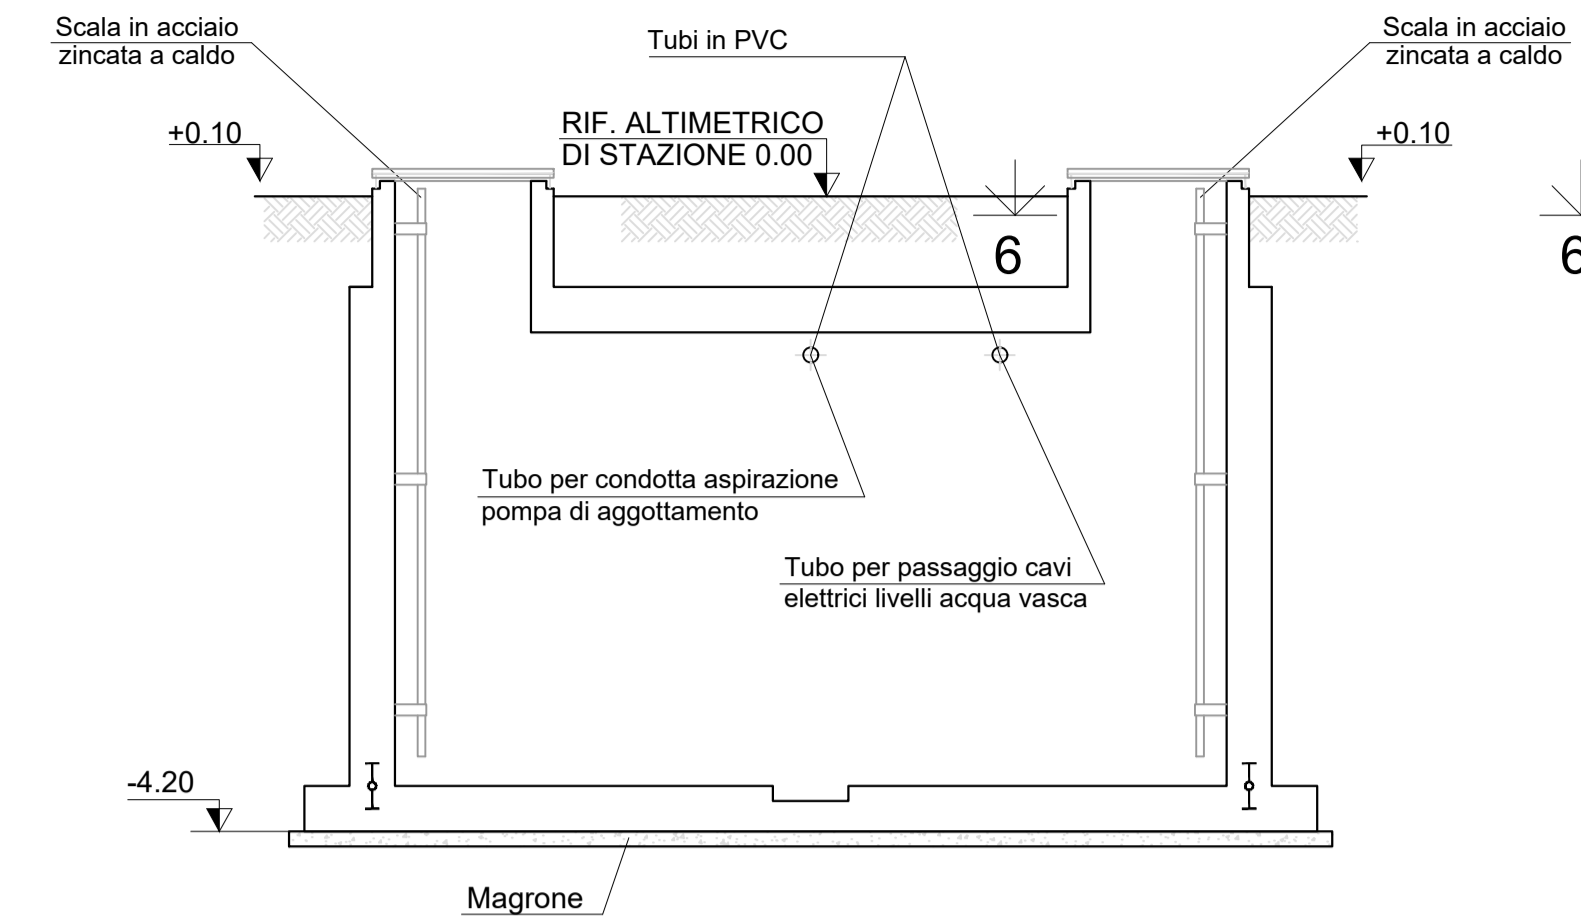 Scala in acciaio
zincata a caldo
Tubi in PVC
Scala in acciaio
zincata a caldo
+0.10
RIF. ALTIMETRICO
DI STAZIONE 0.00
+0.10
6
6
Tubo per condotta aspirazione
pompa di aggottamento
Tubo per passaggio cavi
elettrici livelli acqua vasca
-4.20
Magrone